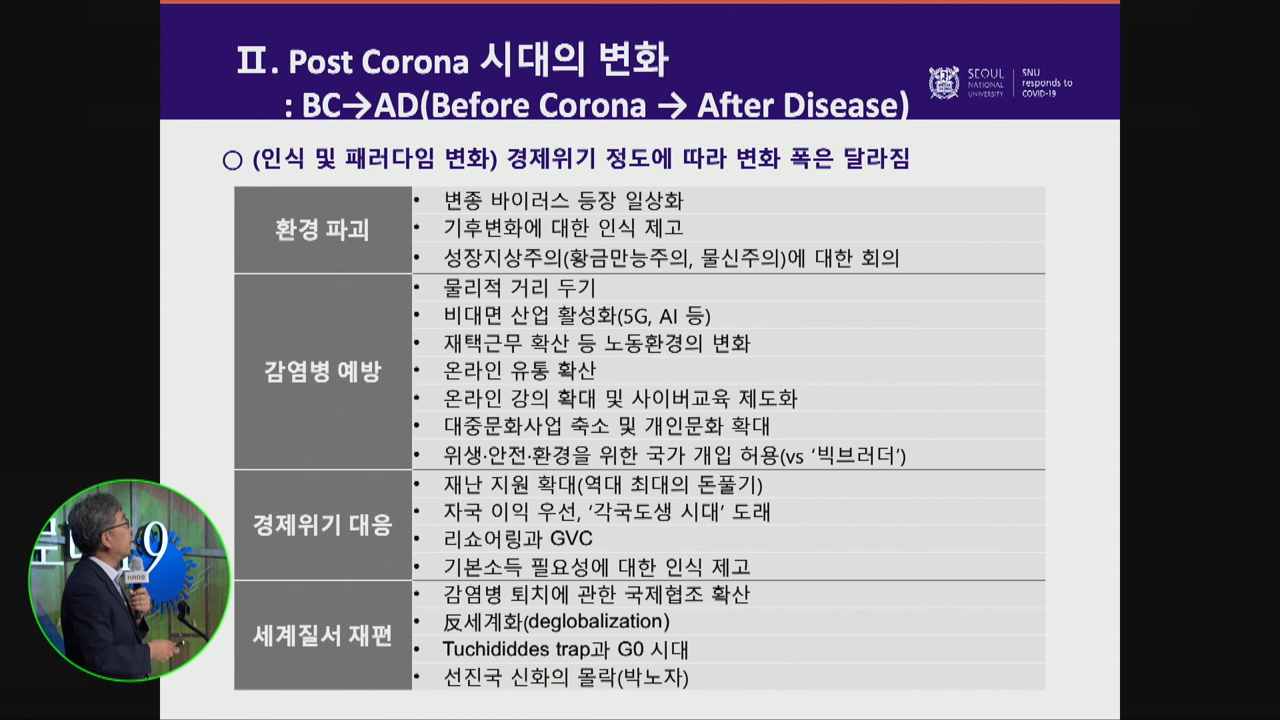 Ⅱ. Post Corona 시대의 변화
: BC→AD(Before Corona → After Disease)
SEOUL
NATIONAL
UNIVERSITY
SNU
responds to
COVID-19
○ (인식 및 패러다임 변화) 경제위기 정도에 따라 변화 폭은 달라짐
환경 파괴
• 변종 바이러스 등장 일상화
• 기후변화에 대한 인식 제고
• 성장지상주의(황금만능주의, 물신주의)에 대한 회의
감염병 예방
• 물리적 거리 두기
• 비대면 산업 활성화(5G, AI 등)
• 재택근무 확산 등 노동환경의 변화
• 온라인 유통 확산
• 온라인 강의 확대 및 사이버교육 제도화
• 대중문화사업 축소 및 개인문화 확대
• 위생·안전·환경을 위한 국가 개입 허용(vs ‘빅브러더’)
경제위기 대응
• 재난 지원 확대(역대 최대의 돈풀기)
• 자국 이익 우선, ‘각국도생 시대’ 도래
• 리쇼어링과 GVC
• 기본소득 필요성에 대한 인식 제고
세계질서 재편
• 감염병 퇴치에 관한 국제협조 확산
• 反세계화(deglobalization)
• Tuchididdes trap과 G0 시대
• 선진국 신화의 몰락(박노자)
9